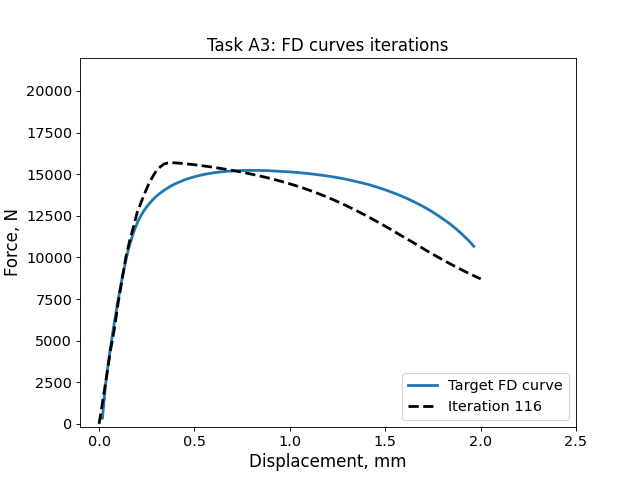 Task A3: FD curves iterations
Force, N
20000
17500
15000
12500
10000
7500
5000
2500
0
0.0 0.5 1.0 1.5 2.0 2.5
Displacement, mm
Target FD curve
Iteration 116